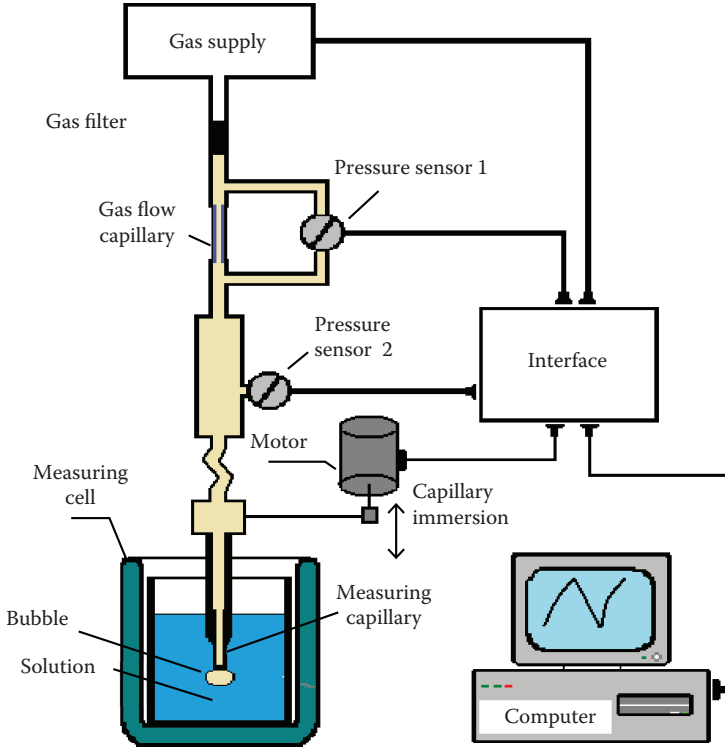 Gas supply
Gas filter
Pressure sensor 1
Gas flow
capillary
Pressure
sensor 2
Interface
Motor
Measuring
cell
Capillary
immersion
Measuring
capillary
Bubble
Solution
Computer